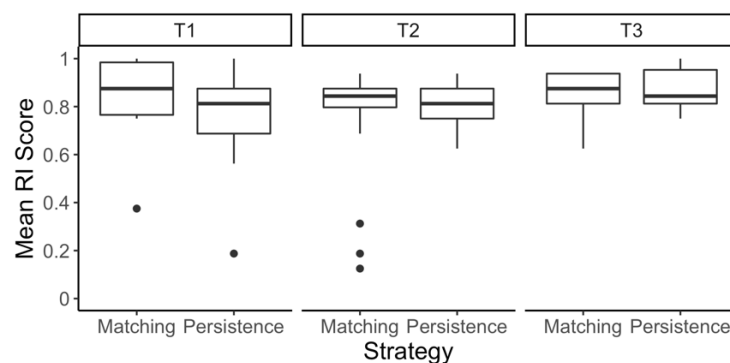 T1 T2 T3
Mean RI Score
1
0.8
0.6
0.4
0.2
0
Matching Persistence Matching Persistence Matching Persistence
Strategy